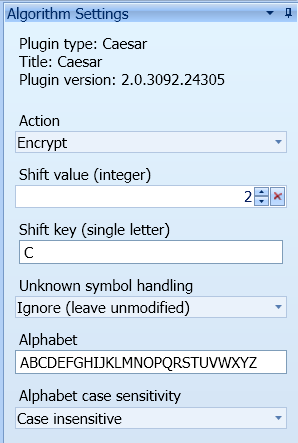 Algorithm Settings
Plugin type: Caesar
Title: Caesar
Plugin version: 2.0.3092.24305
Action
Encrypt
Shift value (integer)
2
Shift key (single letter)
C
Unknown symbol handling
Ignore (leave unmodified)
Alphabet
ABCDEFGHIJKLMNOPQRSTUVWXYZ
Alphabet case sensitivity
Case insensitive